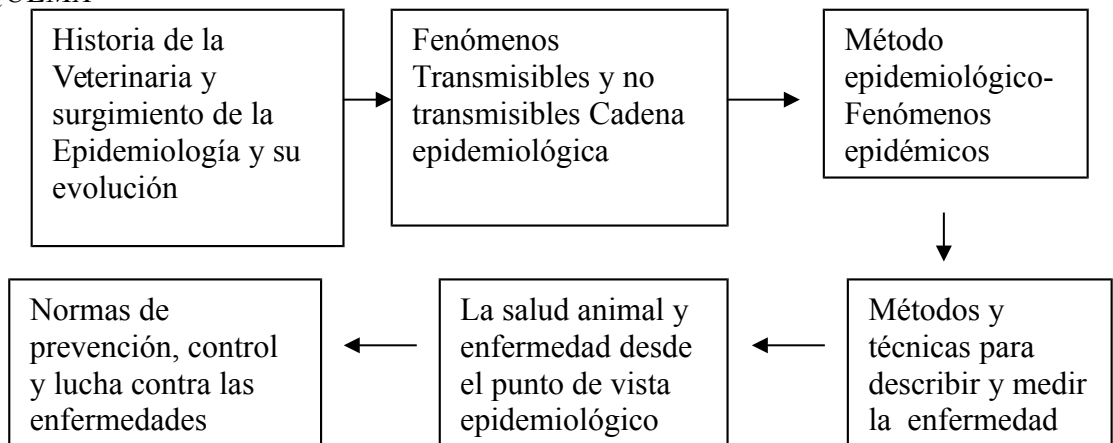 Historia de la
Veterinaria y
surgimiento de la
Epidemiología y su
evolución
Fenómenos
Transmisibles y no
transmisibles Cadena
epidemiológica
Método
epidemiológico-
Fenómenos
epidémicos
Normas de
prevención, control
y lucha contra las
enfermedades
La salud animal y
enfermedad desde
el punto de vista
epidemiológico
Métodos y
técnicas para
describir y medir
la enfermedad